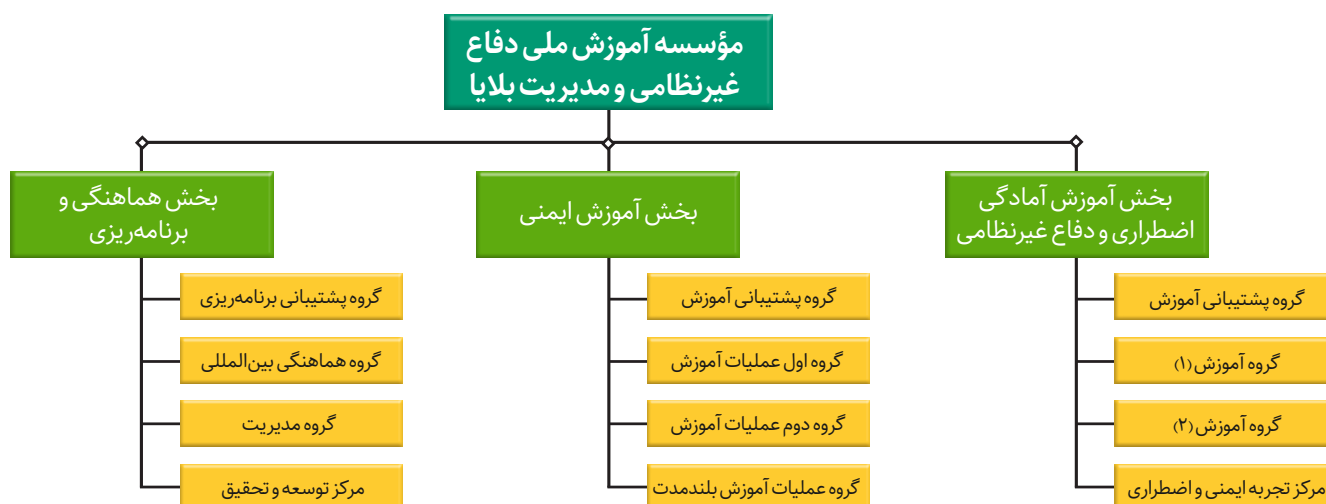 مؤسسه آموزش ملی دفاع
غیرنظامی و مدیریت بلایا
بخش آموزش آمادگی
اضطراری و دفاع غیرنظامی
گروه پشتیبانی آموزش
گروه آموزش (۱)
گروه آموزش (۲)
مرکز تجربه ایمنی و اضطراری
بخش آموزش ایمنی
گروه پشتیبانی آموزش
گروه اول عملیات آموزش
گروه دوم عملیات آموزش
گروه عملیات آموزش بلندمدت
بخش هماهنگی و
برنامه‌ریزی
گروه پشتیبانی برنامه‌ریزی
گروه هماهنگی بین‌المللی
گروه مدیریت
مرکز توسعه و تحقیق